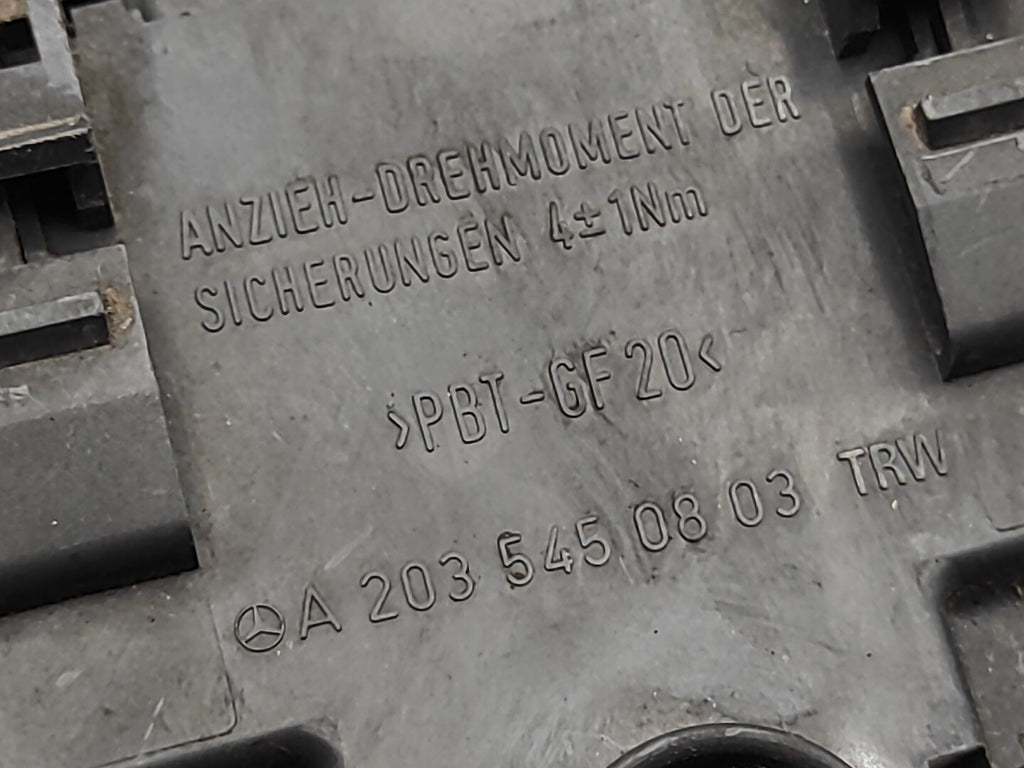 ANZIEH-DREHMOMENT DER
SICHERUNGEN 4±1Nm
>PBT-GF20<
A 203 545 08 03 TRW